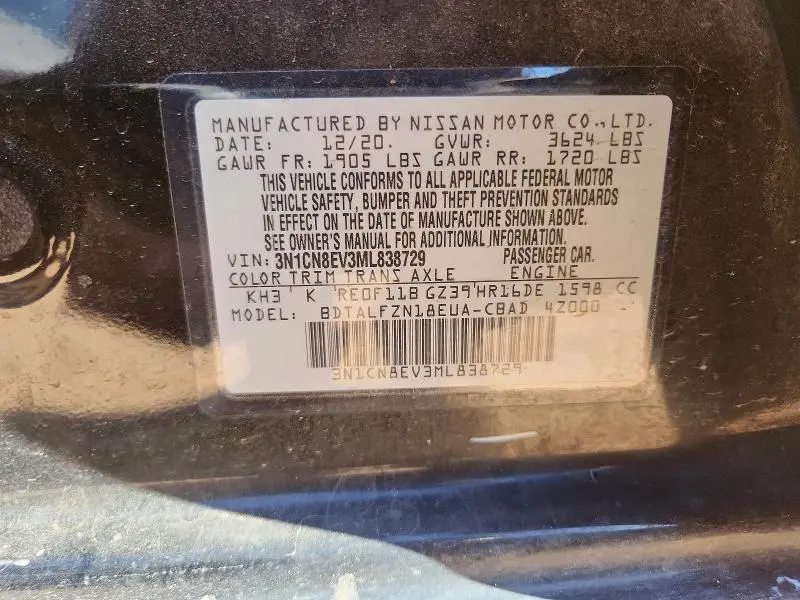 MANUFACTURED BY NISSAN MOTOR CO., LTD.
DATE: 12/20. GVWR: 3624 LBS
GAWR FR: 1905 LBS GAWR RR: 1720 LBS
THIS VEHICLE CONFORMS TO ALL APPLICABLE FEDERAL MOTOR
VEHICLE SAFETY, BUMPER AND THEFT PREVENTION STANDARDS
IN EFFECT ON THE DATE OF MANUFACTURE SHOWN ABOVE.
SEE OWNER'S MANUAL FOR ADDITIONAL INFORMATION.
VIN: 3N1CN8EV3ML838729 PASSENGER CAR.
COLOR TRIM TRANS AXLE ENGINE
KH3 ' K ' RE0F11B GZ39 ' HR16DE 1598 CC
MODEL: BDTALFZN18EUA-CBAD 4Z000
3N1CN8EV3ML838729